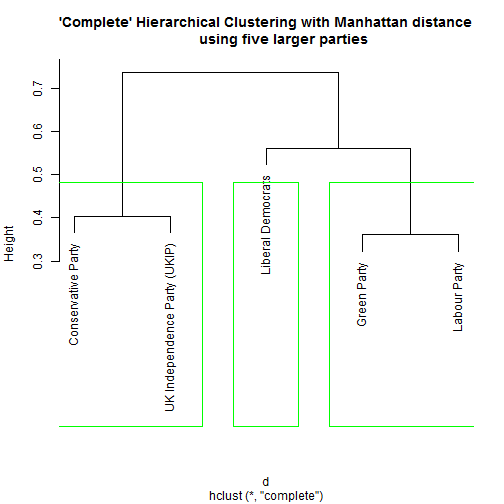 'Complete' Hierarchical Clustering with Manhattan distance
using five larger parties
Height
0.7
0.6
0.5
0.4
0.3
Conservative Party
UK Independence Party (UKIP)
Liberal Democrats
Green Party
Labour Party
d
hclust (*, "complete")